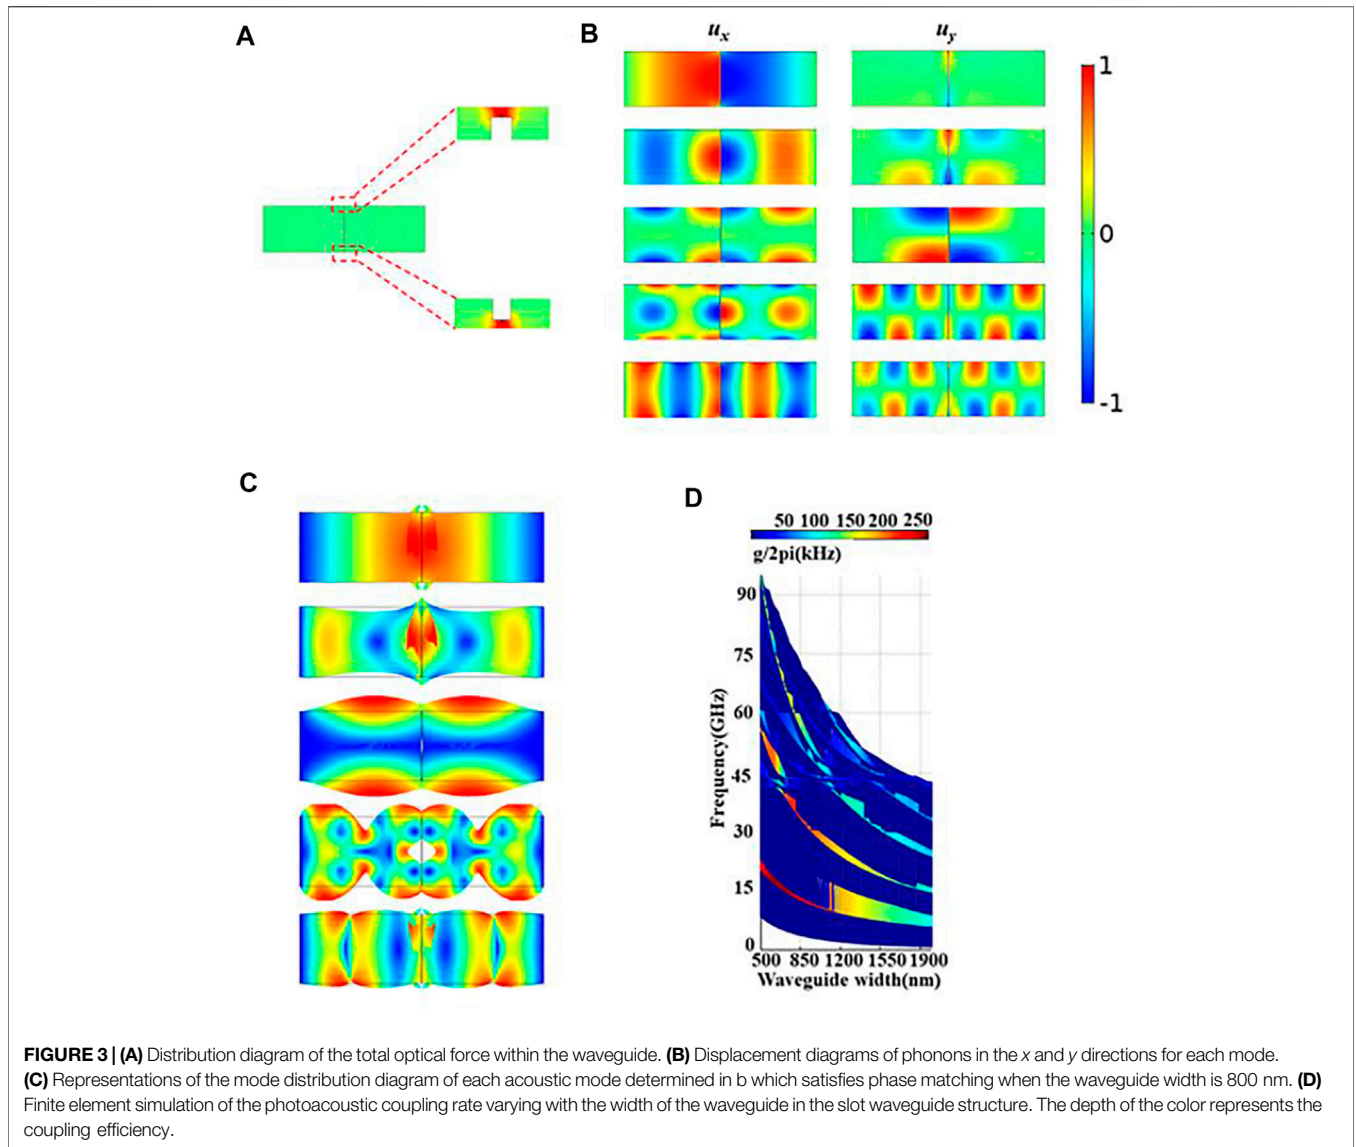 A
B
u_x
u_y
1
0
-1
C
D
50 100 150 200 250
g/2pi(kHz)
90
75
60
45
30
15
0
Frequency(GHz)
500 850 1200 1550 1900
Waveguide width(nm)
FIGURE 3 | (A) Distribution diagram of the total optical force within the waveguide. (B) Displacement diagrams of phonons in the x and y directions for each mode.
(C) Representations of the mode distribution diagram of each acoustic mode determined in b which satisfies phase matching when the waveguide width is 800 nm. (D)
Finite element simulation of the photoacoustic coupling rate varying with the width of the waveguide in the slot waveguide structure. The depth of the color represents the
coupling efficiency.